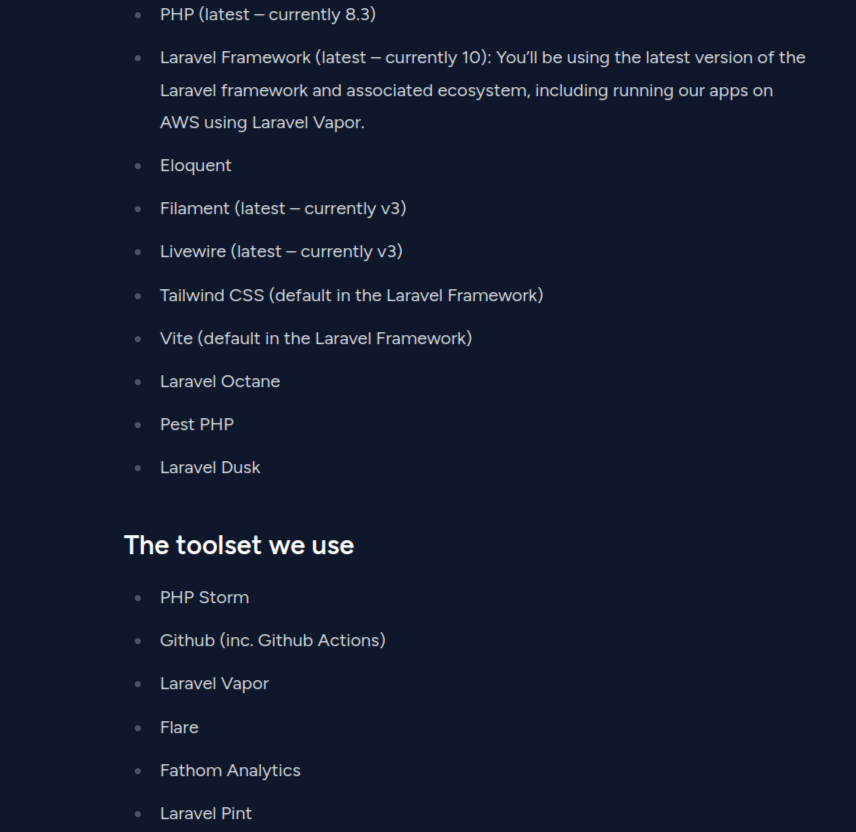 PHP (latest – currently 8.3)
Laravel Framework (latest – currently 10): You’ll be using the latest version of the
Laravel framework and associated ecosystem, including running our apps on
AWS using Laravel Vapor.
Eloquent
Filament (latest – currently v3)
Livewire (latest – currently v3)
Tailwind CSS (default in the Laravel Framework)
Vite (default in the Laravel Framework)
Laravel Octane
Pest PHP
Laravel Dusk
The toolset we use
PHP Storm
Github (inc. Github Actions)
Laravel Vapor
Flare
Fathom Analytics
Laravel Pint